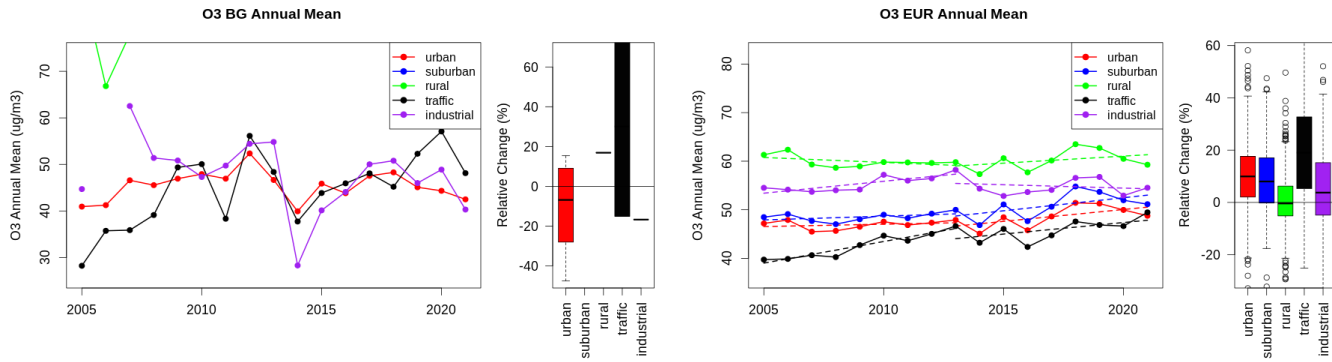 O3 BG Annual Mean
O3 Annual Mean (ug/m3)
70
60
50
40
30
2005
2010
2015
2020
urban
suburban
rural
traffic
industrial
Relative Change (%)
60
40
20
0
-20
-40
urban
suburban
rural
traffic
industrial
O3 EUR Annual Mean
O3 Annual Mean (ug/m3)
80
70
60
50
40
2005
2010
2015
2020
urban
suburban
rural
traffic
industrial
Relative Change (%)
60
40
20
0
-20
urban
suburban
rural
traffic
industrial